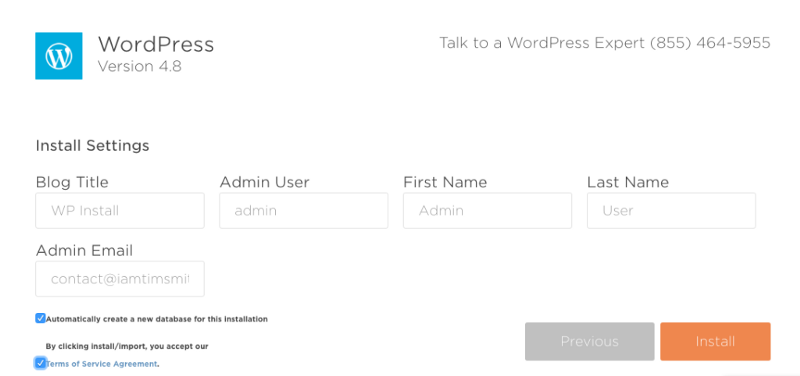 WordPress
Version 4.8
Talk to a WordPress Expert (855) 464-5955
Install Settings
Blog Title
Admin User
First Name
Last Name
WP Install
admin
Admin
User
Admin Email
contact@iamtimsmit
Automatically create a new database for this installation
By clicking install/import, you accept our
Terms of Service Agreement.
Previous
Install